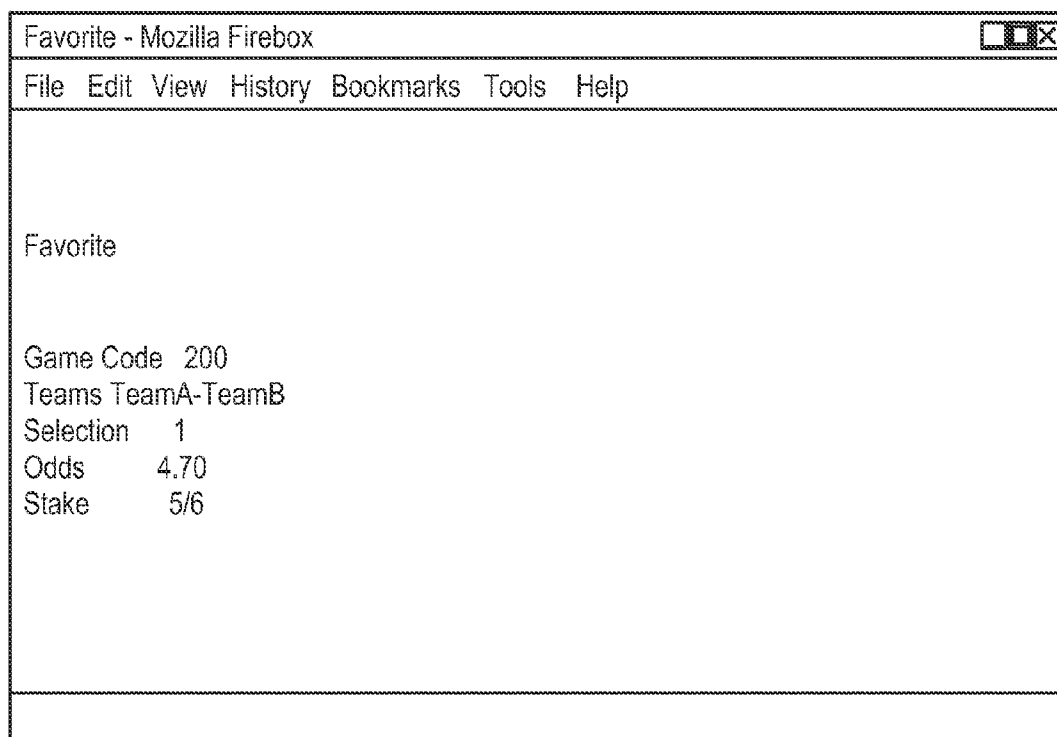 Favorite - Mozilla Firebox
File Edit View History Bookmarks Tools Help
Favorite
Game Code 200
Teams TeamA-TeamB
Selection 1
Odds 4.70
Stake 5/6